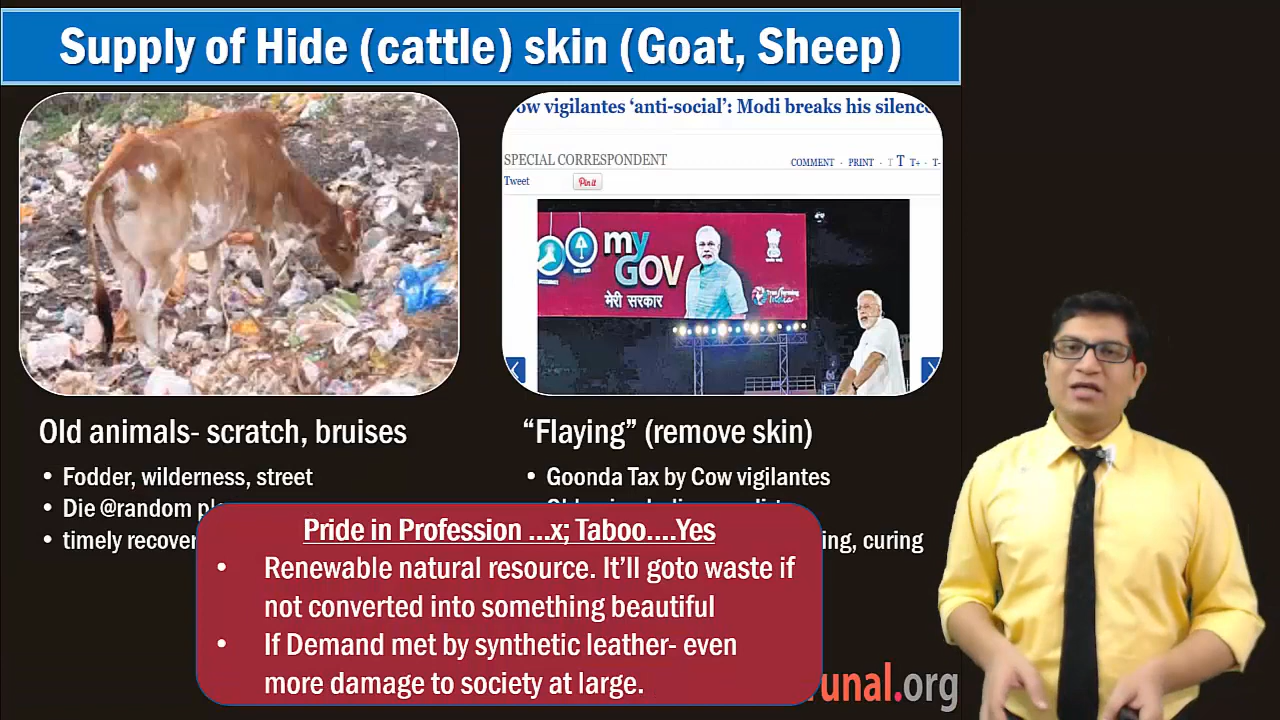 Supply of Hide (cattle) skin (Goat, Sheep)
ow vigilantes ‘anti-social’: Modi breaks his silence
SPECIAL CORRESPONDENT
COMMENT · PRINT · T T T+ · T-
Tweet
Pin it
my
GOV
मेरी सरकार
Old animals- scratch, bruises
• Fodder, wilderness, street
• Die @random
• timely
“Flaying” (remove skin)
• Goonda Tax by Cow vigilantes
curing
Pride in Profession ...x; Taboo....Yes
• Renewable natural resource. It’ll goto waste if
not converted into something beautiful
• If Demand met by synthetic leather- even
more damage to society at large.
unal.org